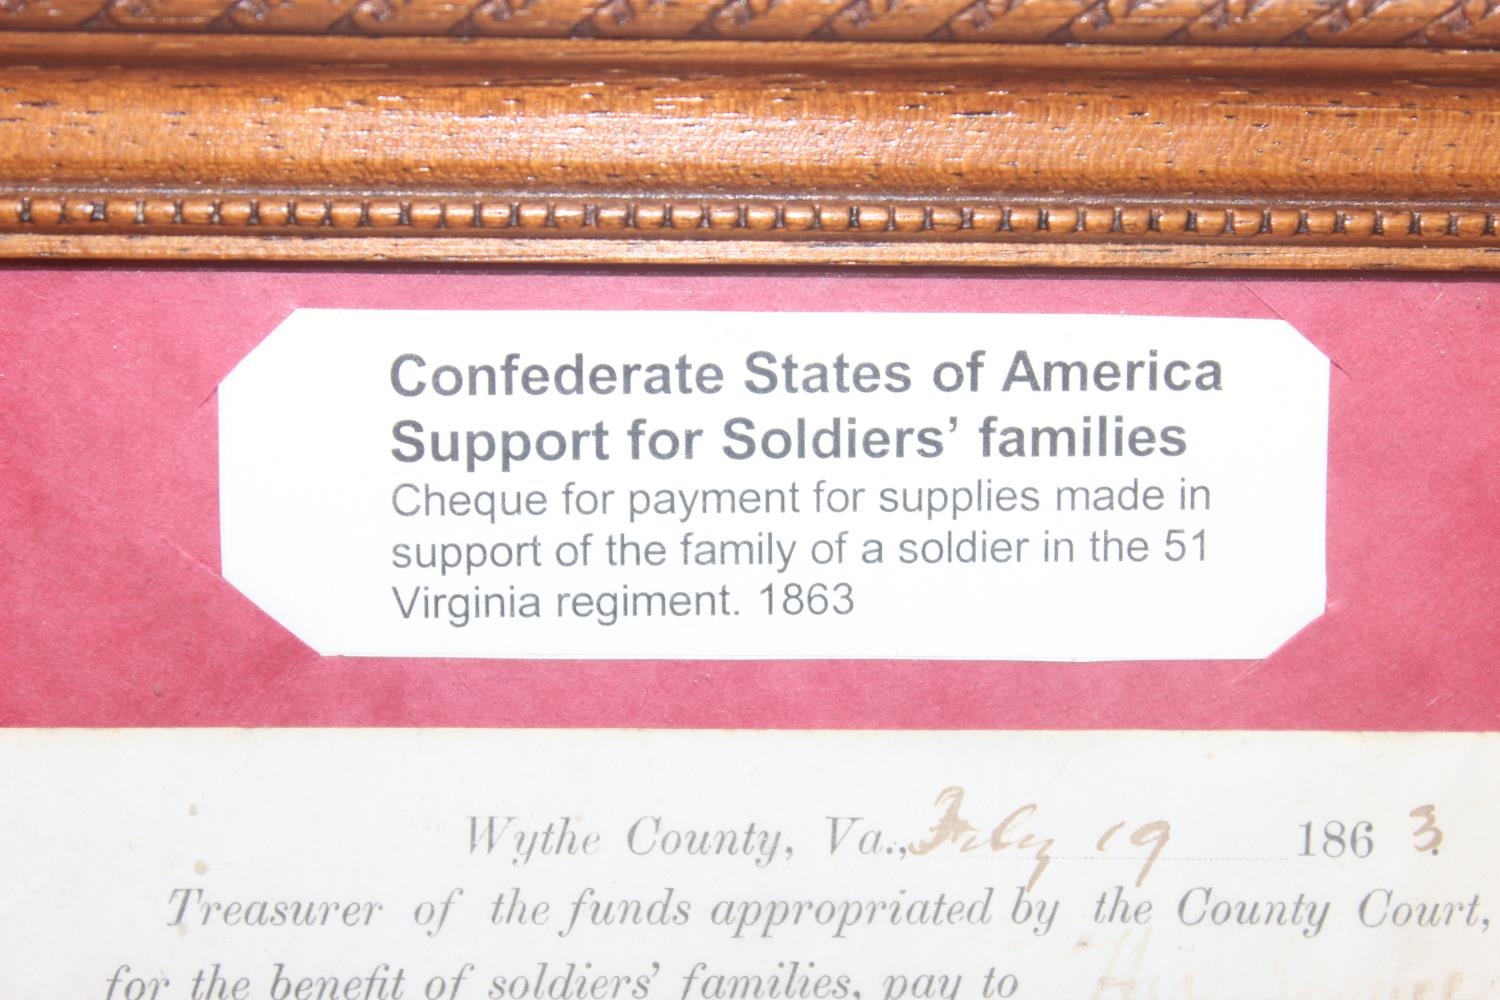 Confederate States of America
Support for Soldiers' families
Cheque for payment for supplies made in
support of the family of a soldier in the 51
Virginia regiment. 1863
Wythe County, Va., 19 1863.
Treasurer of the funds appropriated by the County Court,
for the benefit of soldiers' families, pay to